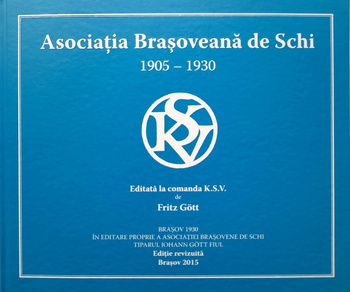 Asociația Brașoveană de Schi
1905 – 1930
KSV
Editată la comanda K.S.V.
de
Fritz Gött
BRAȘOV 1930
ÎN EDITARE PROPRIE A ASOCIAȚIEI BRAȘOVENE DE SCHI
TIPARUL JOHANN GÖTT FIUL
Ediție revizuită
Brașov 2015